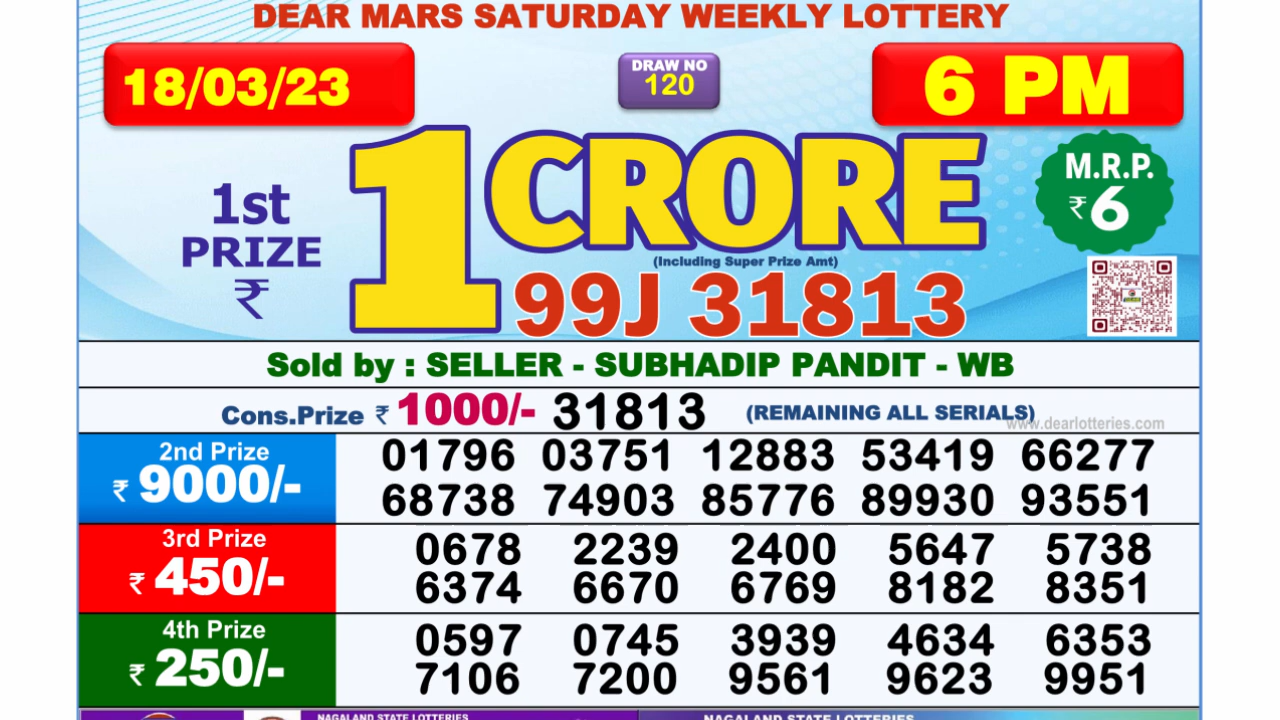 DEAR MARS SATURDAY WEEKLY LOTTERY
18/03/23
DRAW NO
120
6 PM
1st
PRIZE
₹
1 CRORE
(Including Super Prize Amt)
99J 31813
M.R.P.
₹6
Sold by : SELLER - SUBHADIP PANDIT - WB
Cons.Prize ₹ 1000/- 31813 (REMAINING ALL SERIALS)
www.dearlotteries.com
2nd Prize
₹ 9000/-
01796 03751 12883 53419 66277
68738 74903 85776 89930 93551
3rd Prize
₹ 450/-
0678 2239 2400 5647 5738
6374 6670 6769 8182 8351
4th Prize
₹ 250/-
0597 0745 3939 4634 6353
7106 7200 9561 9623 9951
NAGALAND STATE LOTTERIES
NAGALAND STATE LOTTERIES